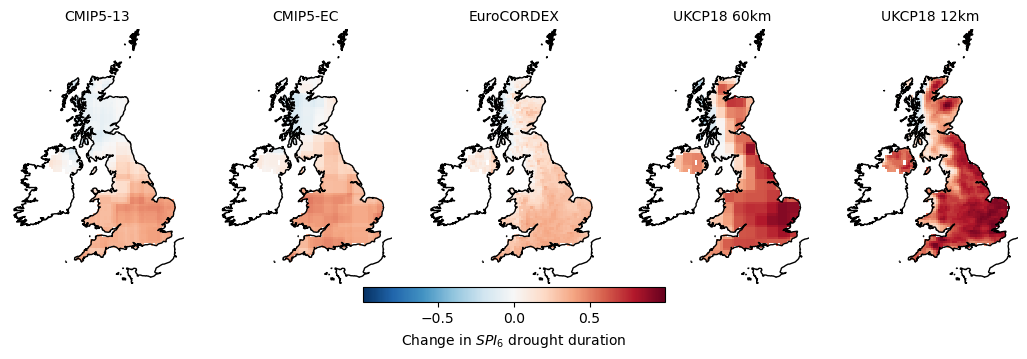 CMIP5-13 CMIP5-EC EuroCORDEX UKCP18 60km UKCP18 12km
−0.5 0.0 0.5
Change in SPI₆ drought duration